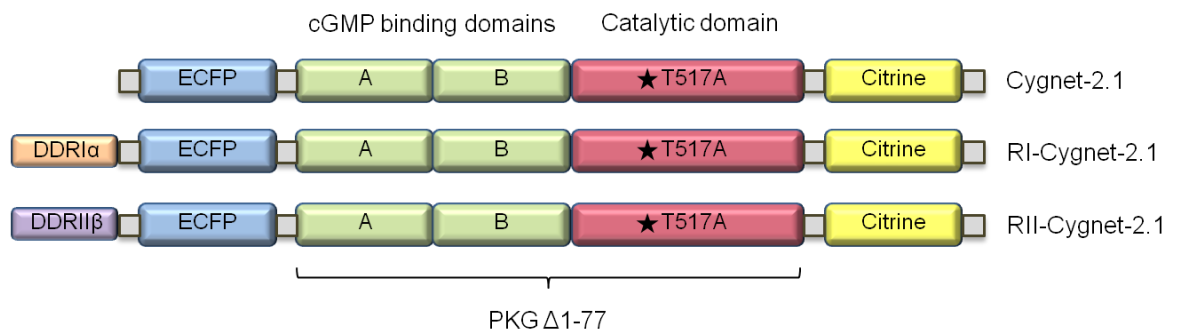 cGMP binding domains Catalytic domain
ECFP A B ★T517A Citrine Cygnet-2.1
DDRIα ECFP A B ★T517A Citrine RI-Cygnet-2.1
DDRIIβ ECFP A B ★T517A Citrine RII-Cygnet-2.1
PKG Δ1-77